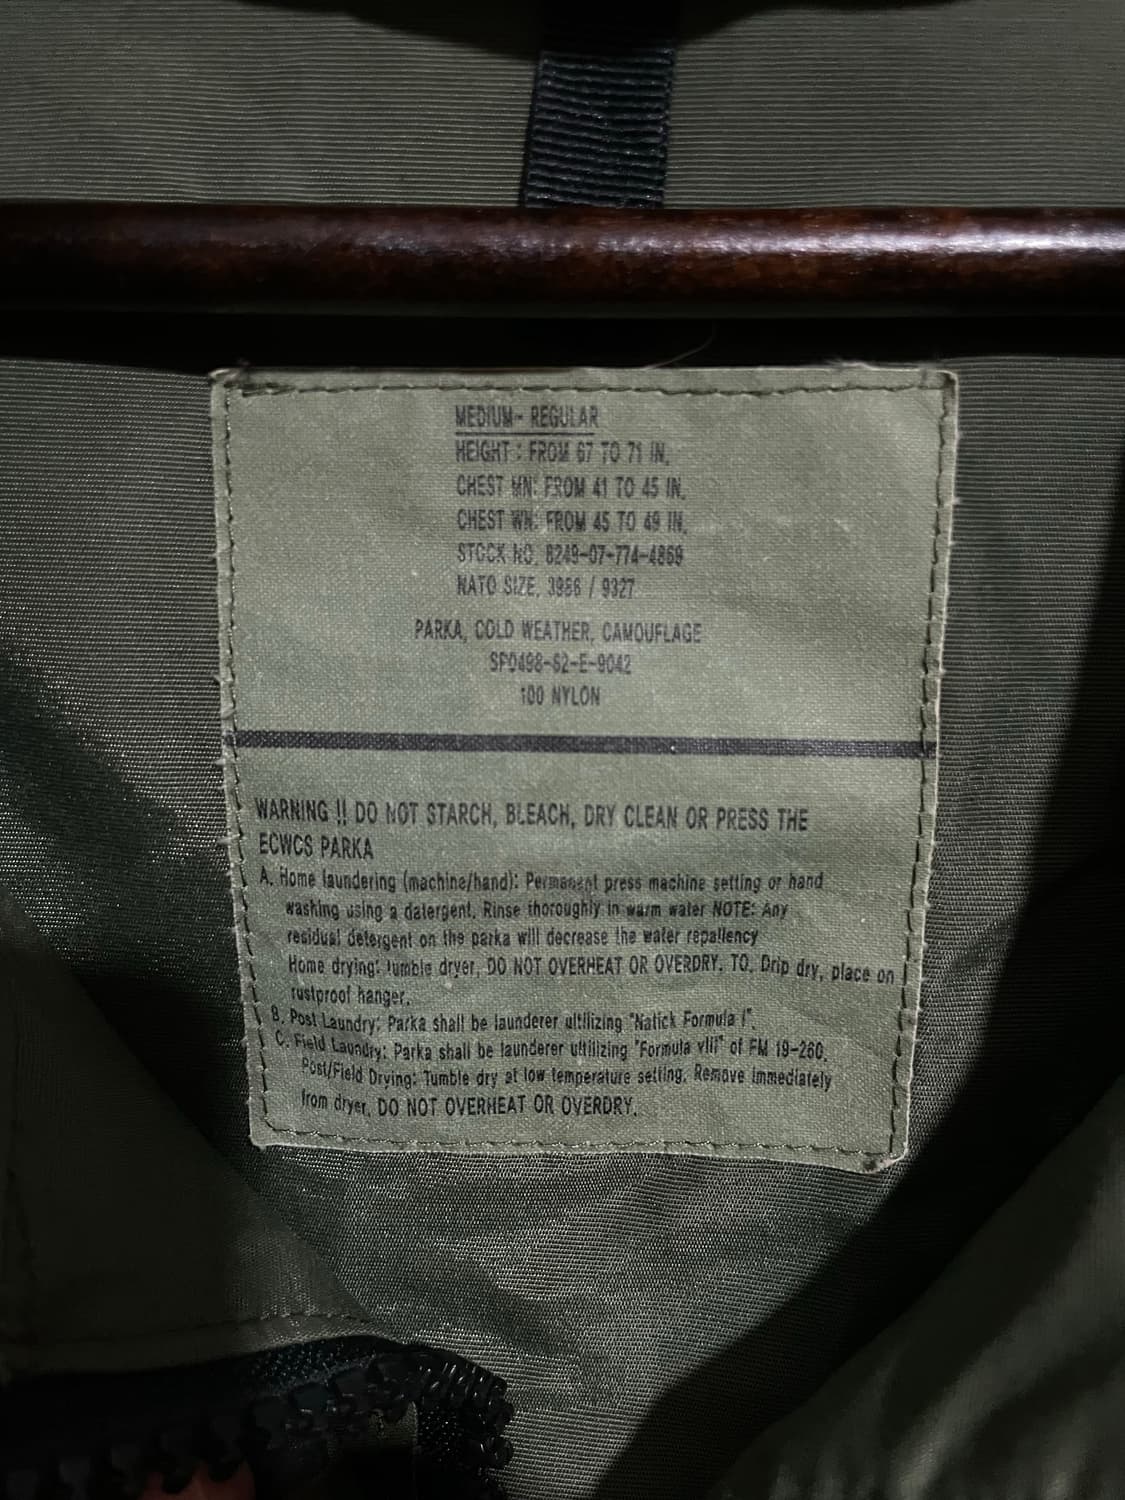 MEDIUM- REGULAR
HEIGHT : FROM 67 TO 71 IN.
CHEST MN: FROM 41 TO 45 IN.
CHEST WN: FROM 45 TO 49 IN.
STOCK NO. 8249-07-774-4869
NATO SIZE. 3986 / 9327
PARKA, COLD WEATHER, CAMOUFLAGE
SP0498-S2-E-9042
100 NYLON
WARNING !! DO NOT STARCH, BLEACH, DRY CLEAN OR PRESS THE
ECWCS PARKA
A. Home laundering (machine/hand): Permanent press machine setting or hand
washing using a datergent. Rinse thoroughly in warm water NOTE: Any
residual detergent on the parka will decrease the water repallency
Home drying: tumble dryer. DO NOT OVERHEAT OR OVERDRY. TO. Drip dry, place on
rustproof hanger.
B. Post Laundry: Parka shall be launderer ultilizing "Natick Formula I".
C. Field Laundry: Parka shall be launderer ultilizing "Formula vIII" of FM 19-260.
Post/Field Drying: Tumble dry at low temperature setting. Remove immediately
from dryer. DO NOT OVERHEAT OR OVERDRY.